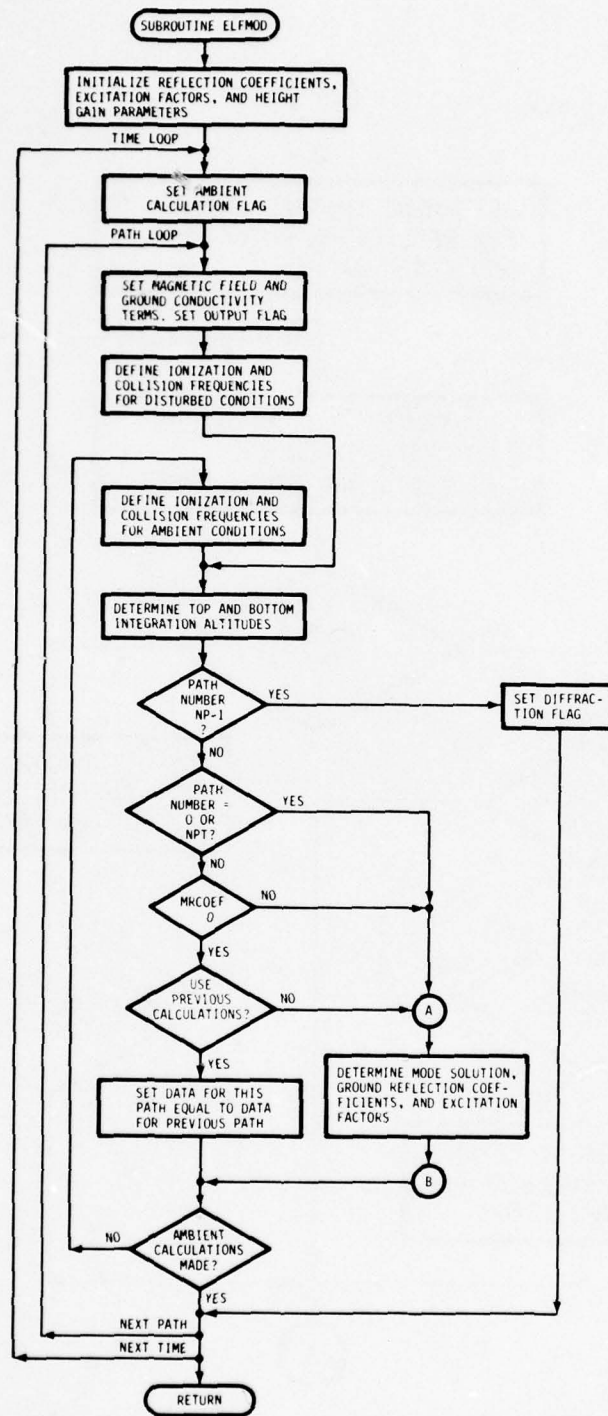 SUBROUTINE ELFMOD
INITIALIZE REFLECTION COEFFICIENTS,
EXCITATION FACTORS, AND HEIGHT
GAIN PARAMETERS
TIME LOOP
SET AMBIENT
CALCULATION FLAG
PATH LOOP
SET MAGNETIC FIELD AND
GROUND CONDUCTIVITY
TERMS. SET OUTPUT FLAG
DEFINE IONIZATION AND
COLLISION FREQUENCIES
FOR DISTURBED CONDITIONS
DEFINE IONIZATION AND
COLLISION FREQUENCIES
FOR AMBIENT CONDITIONS
DETERMINE TOP AND BOTTOM
INTEGRATION ALTITUDES
PATH
NUMBER
NP-1
?
YES
SET DIFFRAC-
TION FLAG
NO
PATH
NUMBER =
0 OR
NPT?
YES
NO
MRCOEF
0
NO
YES
USE
PREVIOUS
CALCULATIONS?
NO
A
YES
SET DATA FOR THIS
PATH EQUAL TO DATA
FOR PREVIOUS PATH
DETERMINE MODE SOLUTION,
GROUND REFLECTION COEF-
FICIENTS, AND EXCITATION
FACTORS
B
AMBIENT
CALCULATIONS
MADE?
NO
YES
NEXT PATH
NEXT TIME
RETURN